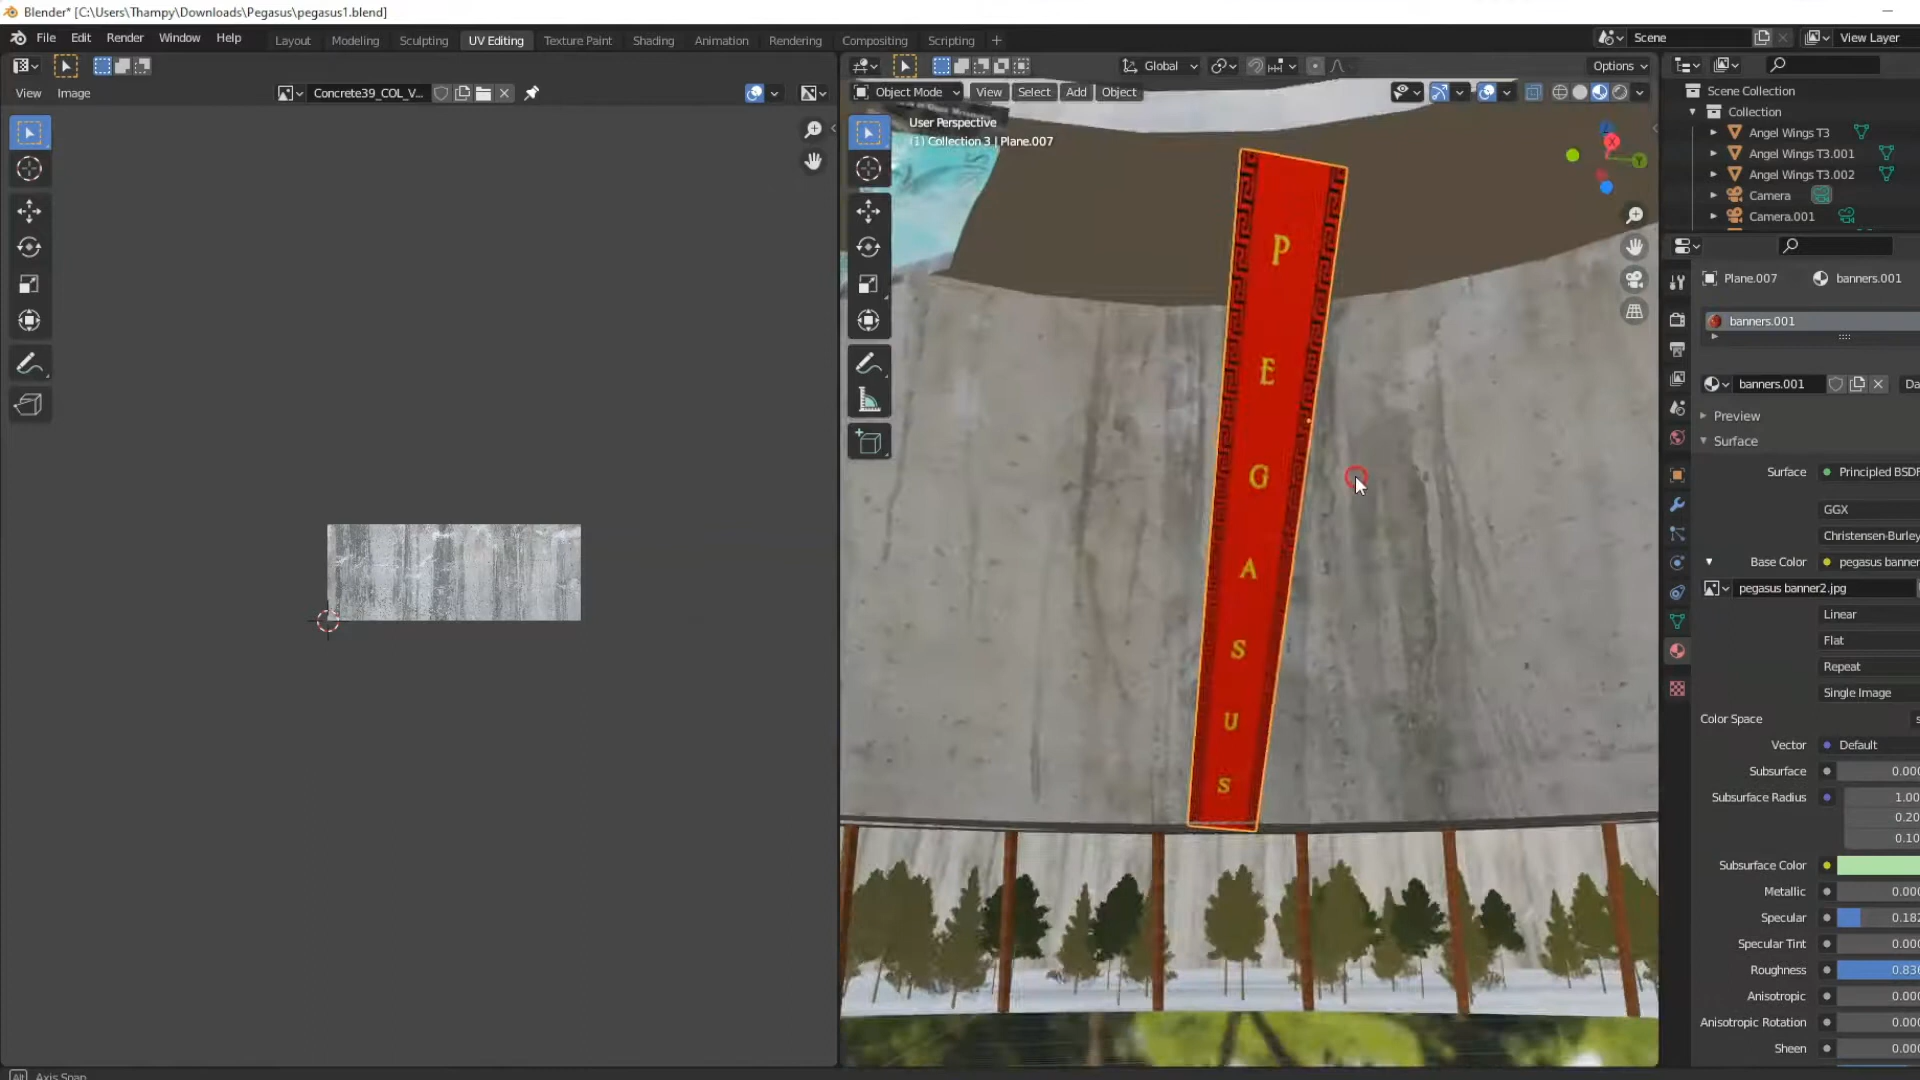 Blender* [C:\Users\Thampy\Downloads\Pegasus\pegasus1.blend]
File Edit Render Window Help Layout Modeling Sculpting UV Editing Texture Paint Shading Animation Rendering Compositing Scripting + Scene View Layer
Global Options
View Image Concrete39_COL_V... Object Mode View Select Add Object
User Perspective
(1) Collection 3 | Plane.007
P
E
G
A
S
U
S
Scene Collection
Collection
Angel Wings T3
Angel Wings T3.001
Angel Wings T3.002
Camera
Camera.001
Plane.007 banners.001
banners.001
banners.001 Da
Preview
Surface
Surface Principled BSDF
GGX
Christensen-Burley
Base Color pegasus banner
pegasus banner2.jpg
Linear
Flat
Repeat
Single Image
Color Space s
Vector Default
Subsurface 0.000
Subsurface Radius 1.00
0.20
0.10
Subsurface Color
Metallic 0.000
Specular 0.182
Specular Tint 0.000
Roughness 0.836
Anisotropic 0.000
Anisotropic Rotation 0.000
Sheen 0.000
Alt Axis Snap